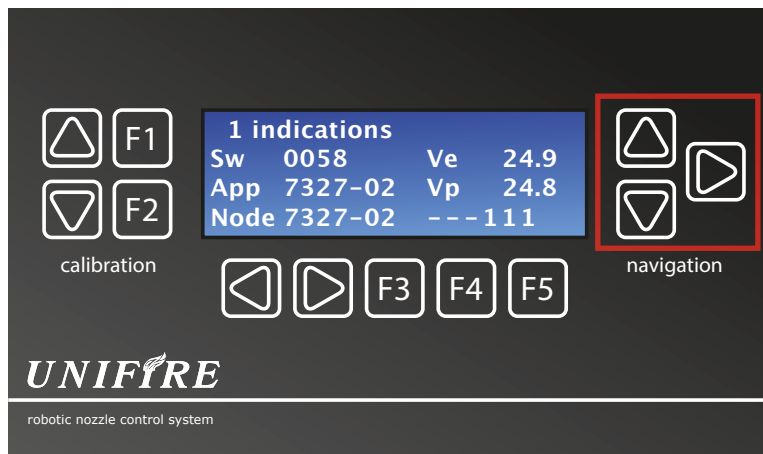 F1
F2
calibration
1 indications
Sw 0058 Ve 24.9
App 7327-02 Vp 24.8
Node 7327-02 ---111
F3 F4 F5
navigation
UNIFIRE
robotic nozzle control system